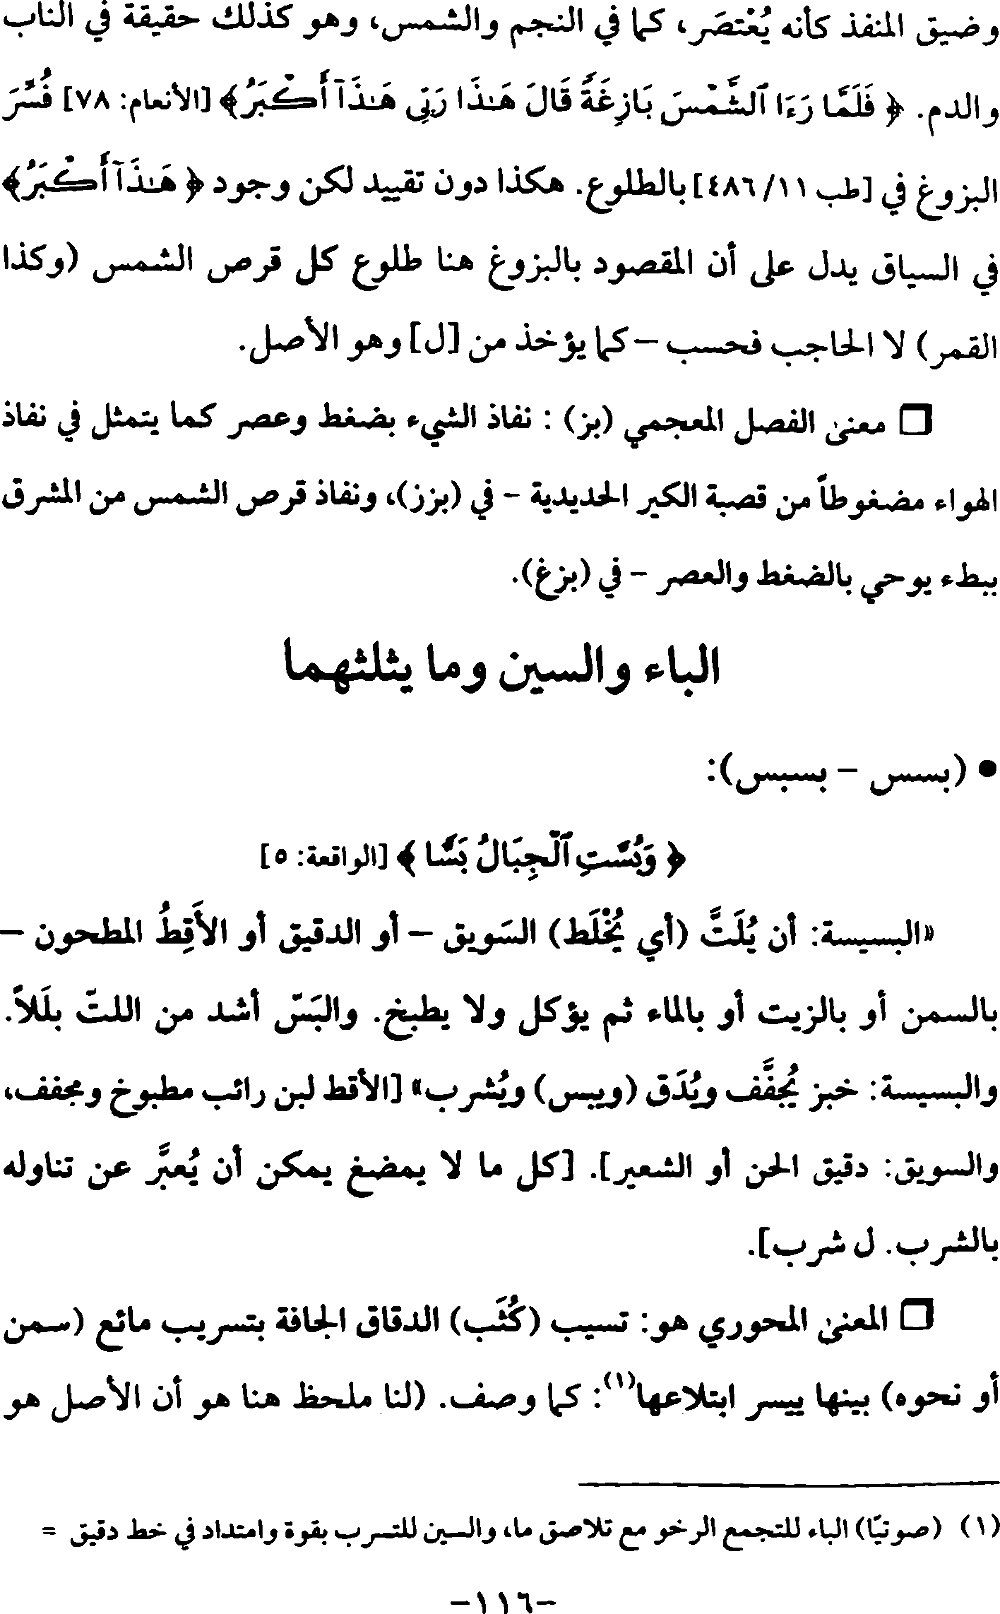 وضيق المنفذ كأنه يُعْتصَر، كما في النجم والشمس، وهو كذلك حقيقة في الناب
والدم. ﴿ فَلَمَّا رَءَا ٱلشَّمْسَ بَازِغَةً قَالَ هَـٰذَا رَبِّى هَـٰذَآ أَكْبَرُ﴾ [الأنعام: ٧٨] فُسِّرَ
البزوغ في [طب ١١/ ٤٨٦] بالطلوع. هكذا دون تقييد لكن وجود ﴿ هَـٰذَآ أَكْبَرُ﴾
في السياق يدل على أن المقصود بالبزوغ هنا طلوع كل قرص الشمس (وكذا
القمر) لا الحاجب فحسب – كما يؤخذ من [ل] وهو الأصل.
❒ معنى الفصل المعجمي (بز) : نفاذ الشيء بضغط وعصر كما يتمثل في نفاذ
الهواء مضغوطاً من قصبة الكير الحديدية – في (بزز)، ونفاذ قرص الشمس من المشرق
ببطء يوحي بالضغط والعصر – في (بزغ).
الباء والسين وما يثلثهما
• (بسس – بسبس):
﴿ وَبُسَّتِ ٱلْجِبَالُ بَسًّا ﴾ [الواقعة: ٥]
«البسيسة: أن يُلَتَّ (أي يُخْلَط) السَويق – أو الدقيق أو الأَقِطُ المطحون –
بالسمن أو بالزيت أو بالماء ثم يؤكل ولا يطبخ. والبَسّ أشد من اللتّ بلَلاً.
والبسيسة: خبز يُجفَّف ويُدَق (ويبس) ويُشرب» [الأقط لبن رائب مطبوخ ومجفف،
والسويق: دقيق الحن أو الشعير]. [كل ما لا يمضغ يمكن أن يُعبَّر عن تناوله
بالشرب. ل شرب].
❒ المعنى المحوري هو: تسيب (كُثَب) الدقاق الجافة بتسريب مائع (سمن
أو نحوه) بينها ييسر ابتلاعها(١): كما وصف. (لنا ملحظ هنا هو أن الأصل هو
(١) (صوتيًا) الباء للتجمع الرخو مع تلاصق ما، والسين للتسرب بقوة وامتداد في خط دقيق =
-١١٦-